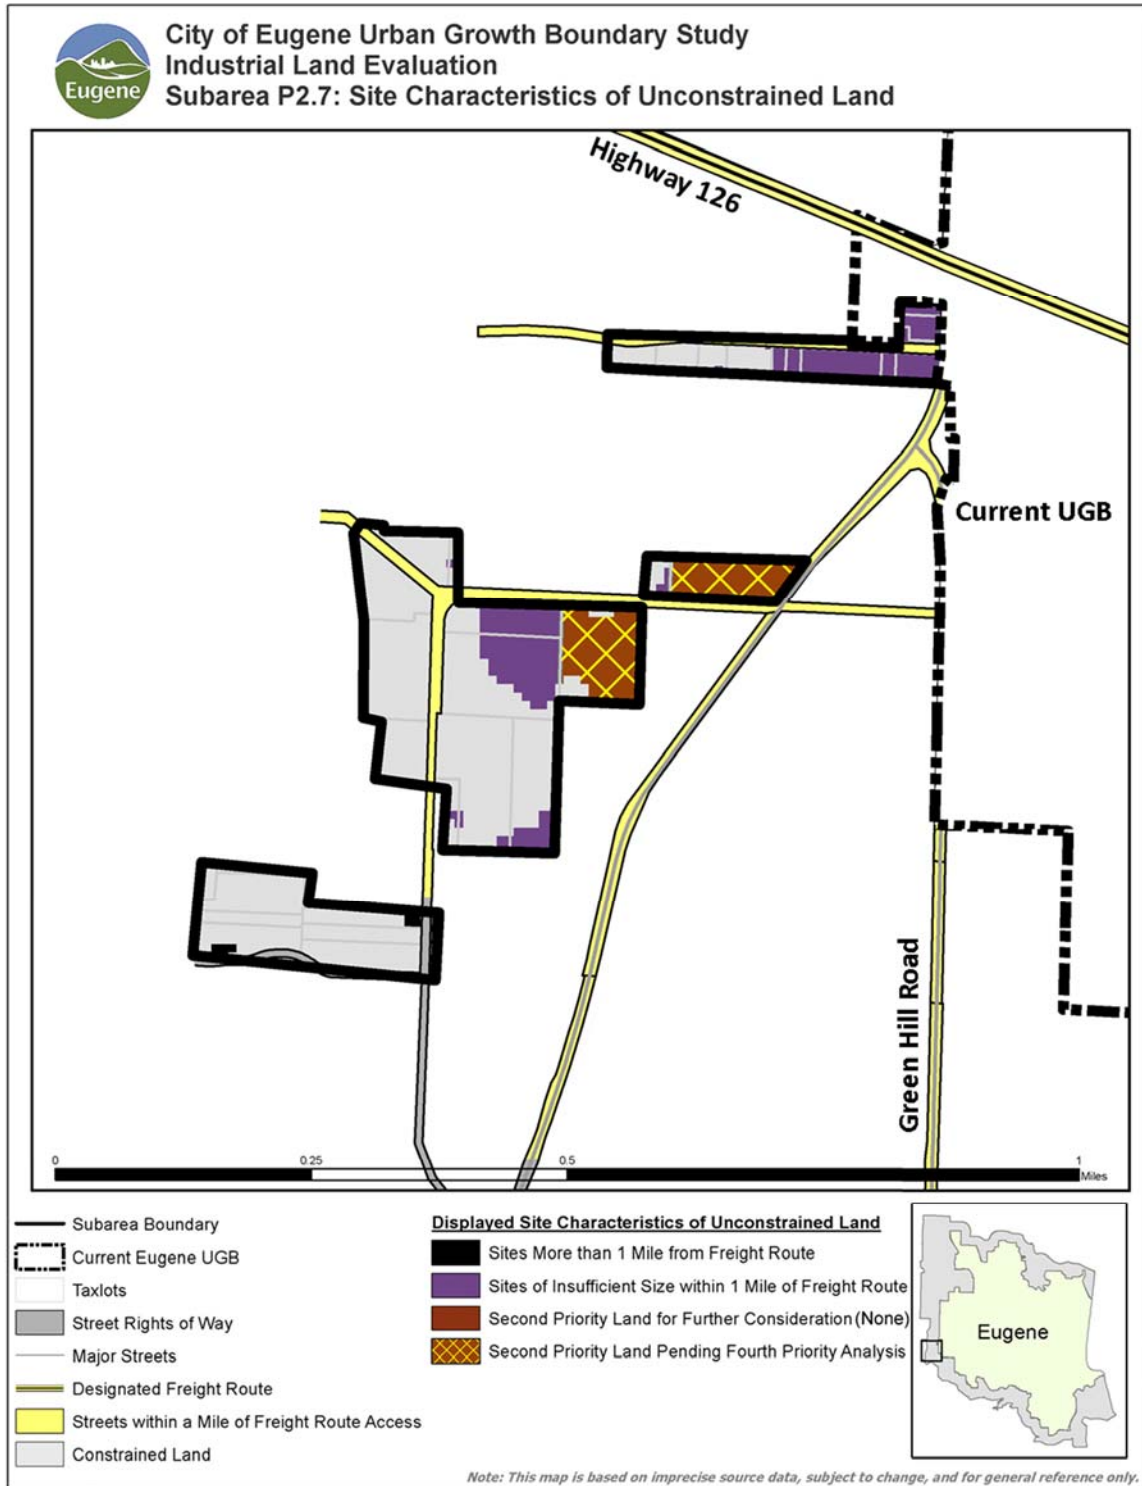 Eugene
City of Eugene Urban Growth Boundary Study
Industrial Land Evaluation
Subarea P2.7: Site Characteristics of Unconstrained Land
Highway 126
Current UGB
Green Hill Road
0
0.25
0.5
1
Miles
Subarea Boundary
Current Eugene UGB
Taxlots
Street Rights of Way
Major Streets
Designated Freight Route
Streets within a Mile of Freight Route Access
Constrained Land
Displayed Site Characteristics of Unconstrained Land
Sites More than 1 Mile from Freight Route
Sites of Insufficient Size within 1 Mile of Freight Route
Second Priority Land for Further Consideration (None)
Second Priority Land Pending Fourth Priority Analysis
Eugene
Note: This map is based on imprecise source data, subject to change, and for general reference only.